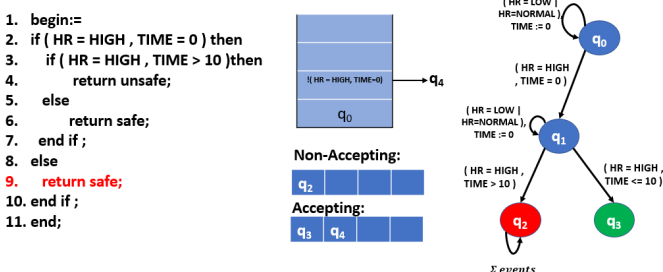 1. begin:=
2. if ( HR = HIGH , TIME = 0 ) then
3. if ( HR = HIGH , TIME > 10 )then
4. return unsafe;
5. else
6. return safe;
7. end if ;
8. else
9. return safe;
10. end if ;
11. end;
!( HR = HIGH, TIME=0)
q4
q0
Non-Accepting:
q2
Accepting:
q3 q4
( HR = LOW |
HR=NORMAL ),
TIME := 0
q0
( HR = HIGH
, TIME = 0 )
( HR = LOW |
HR=NORMAL ),
TIME := 0
q1
( HR = HIGH ,
TIME > 10 )
( HR = HIGH ,
TIME <= 10 )
q2
q3
Σ events